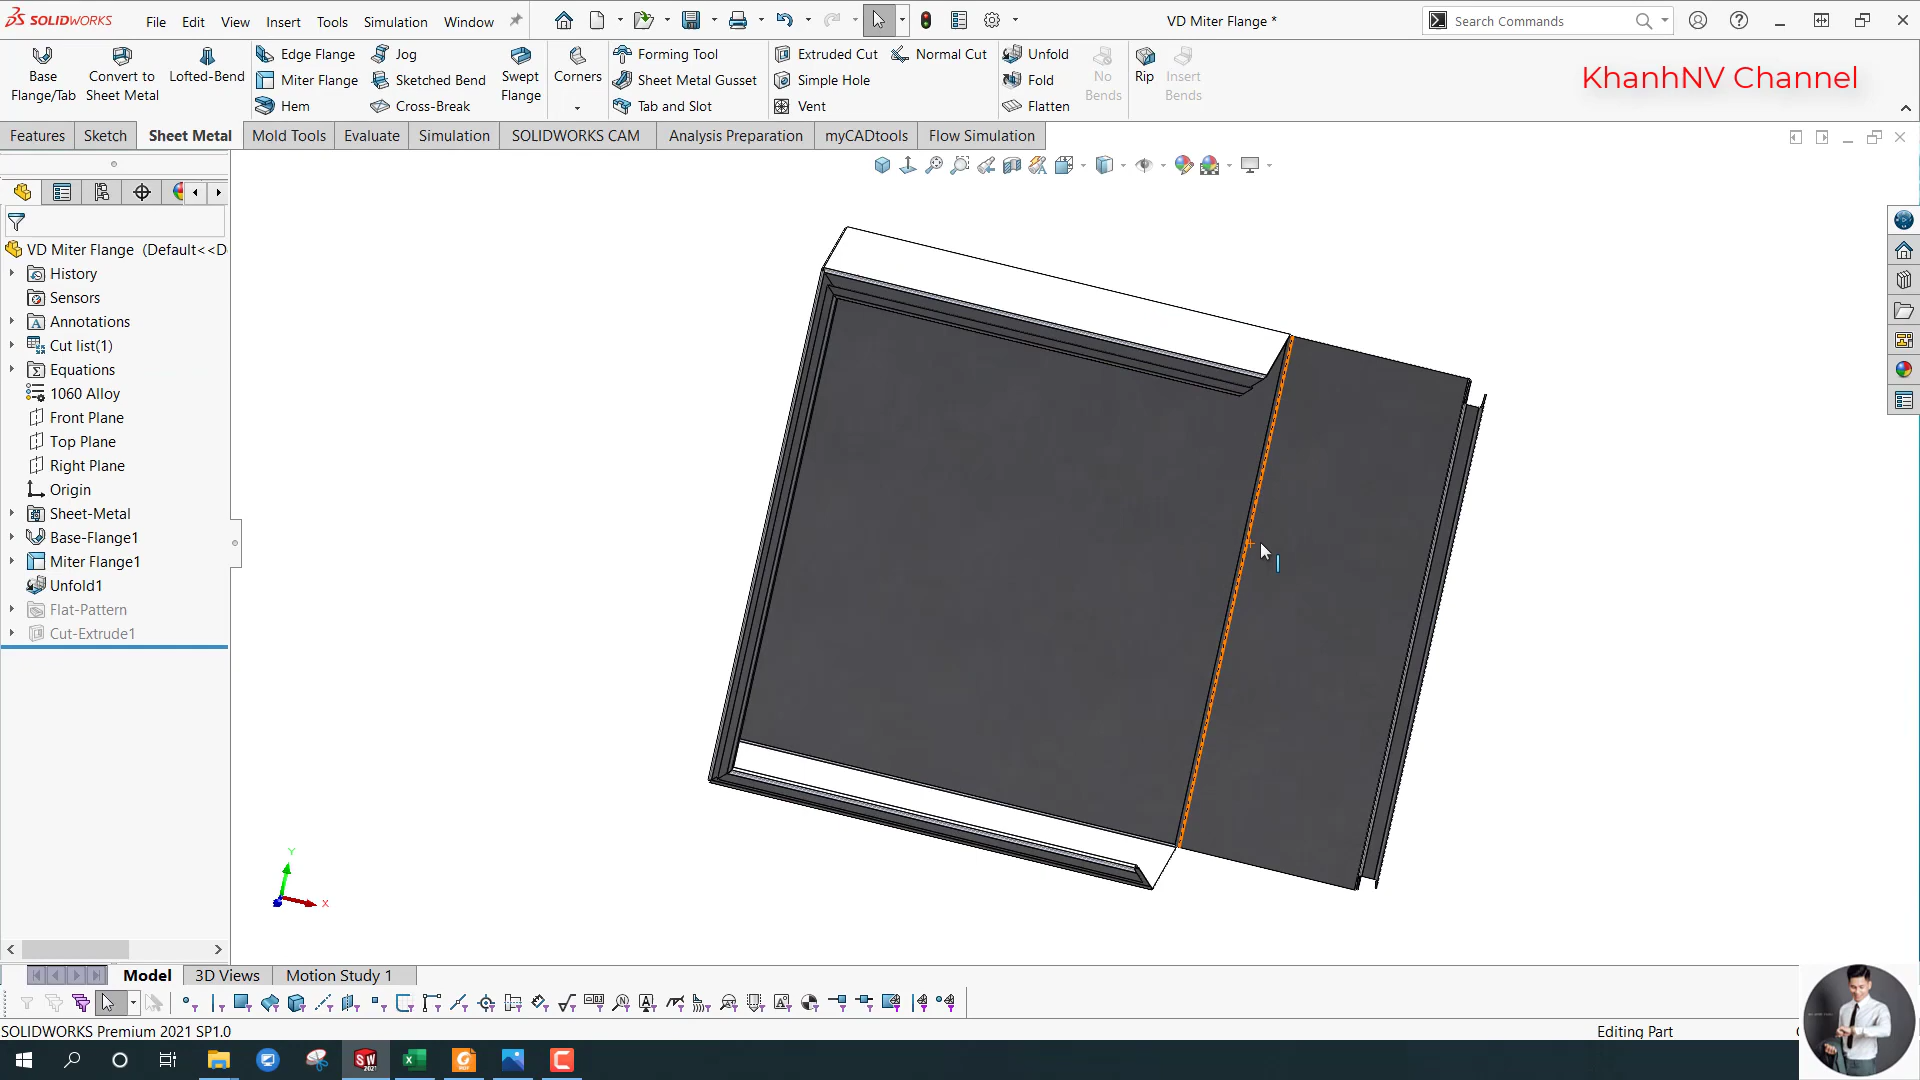 SOLIDWORKS
File Edit View Insert Tools Simulation Window
VD Miter Flange *
Search Commands
Base Flange/Tab
Convert to Sheet Metal
Lofted-Bend
Edge Flange
Miter Flange
Hem
Jog
Sketched Bend
Cross-Break
Swept Flange
Corners
Forming Tool
Sheet Metal Gusset
Tab and Slot
Extruded Cut
Simple Hole
Vent
Normal Cut
Unfold
Fold
Flatten
No Bends
Rip
Insert Bends
KhanhNV Channel
Features Sketch Sheet Metal Mold Tools Evaluate Simulation SOLIDWORKS CAM Analysis Preparation myCADtools Flow Simulation
VD Miter Flange (Default<<D
History
Sensors
Annotations
Cut list(1)
Equations
1060 Alloy
Front Plane
Top Plane
Right Plane
Origin
Sheet-Metal
Base-Flange1
Miter Flange1
Unfold1
Flat-Pattern
Cut-Extrude1
Y
X
Model 3D Views Motion Study 1
SOLIDWORKS Premium 2021 SP1.0
Editing Part
SW
2021